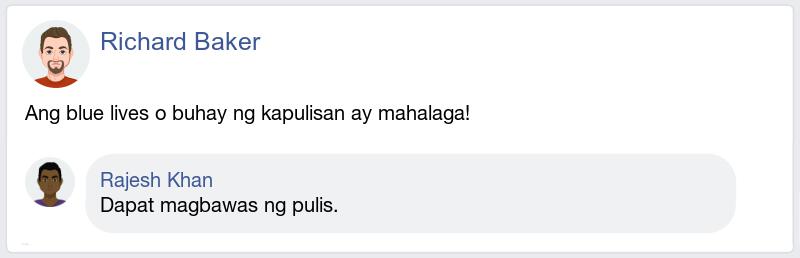 Richard Baker
Ang blue lives o buhay ng kapulisan ay mahalaga!
Rajesh Khan
Dapat magbawas ng pulis.